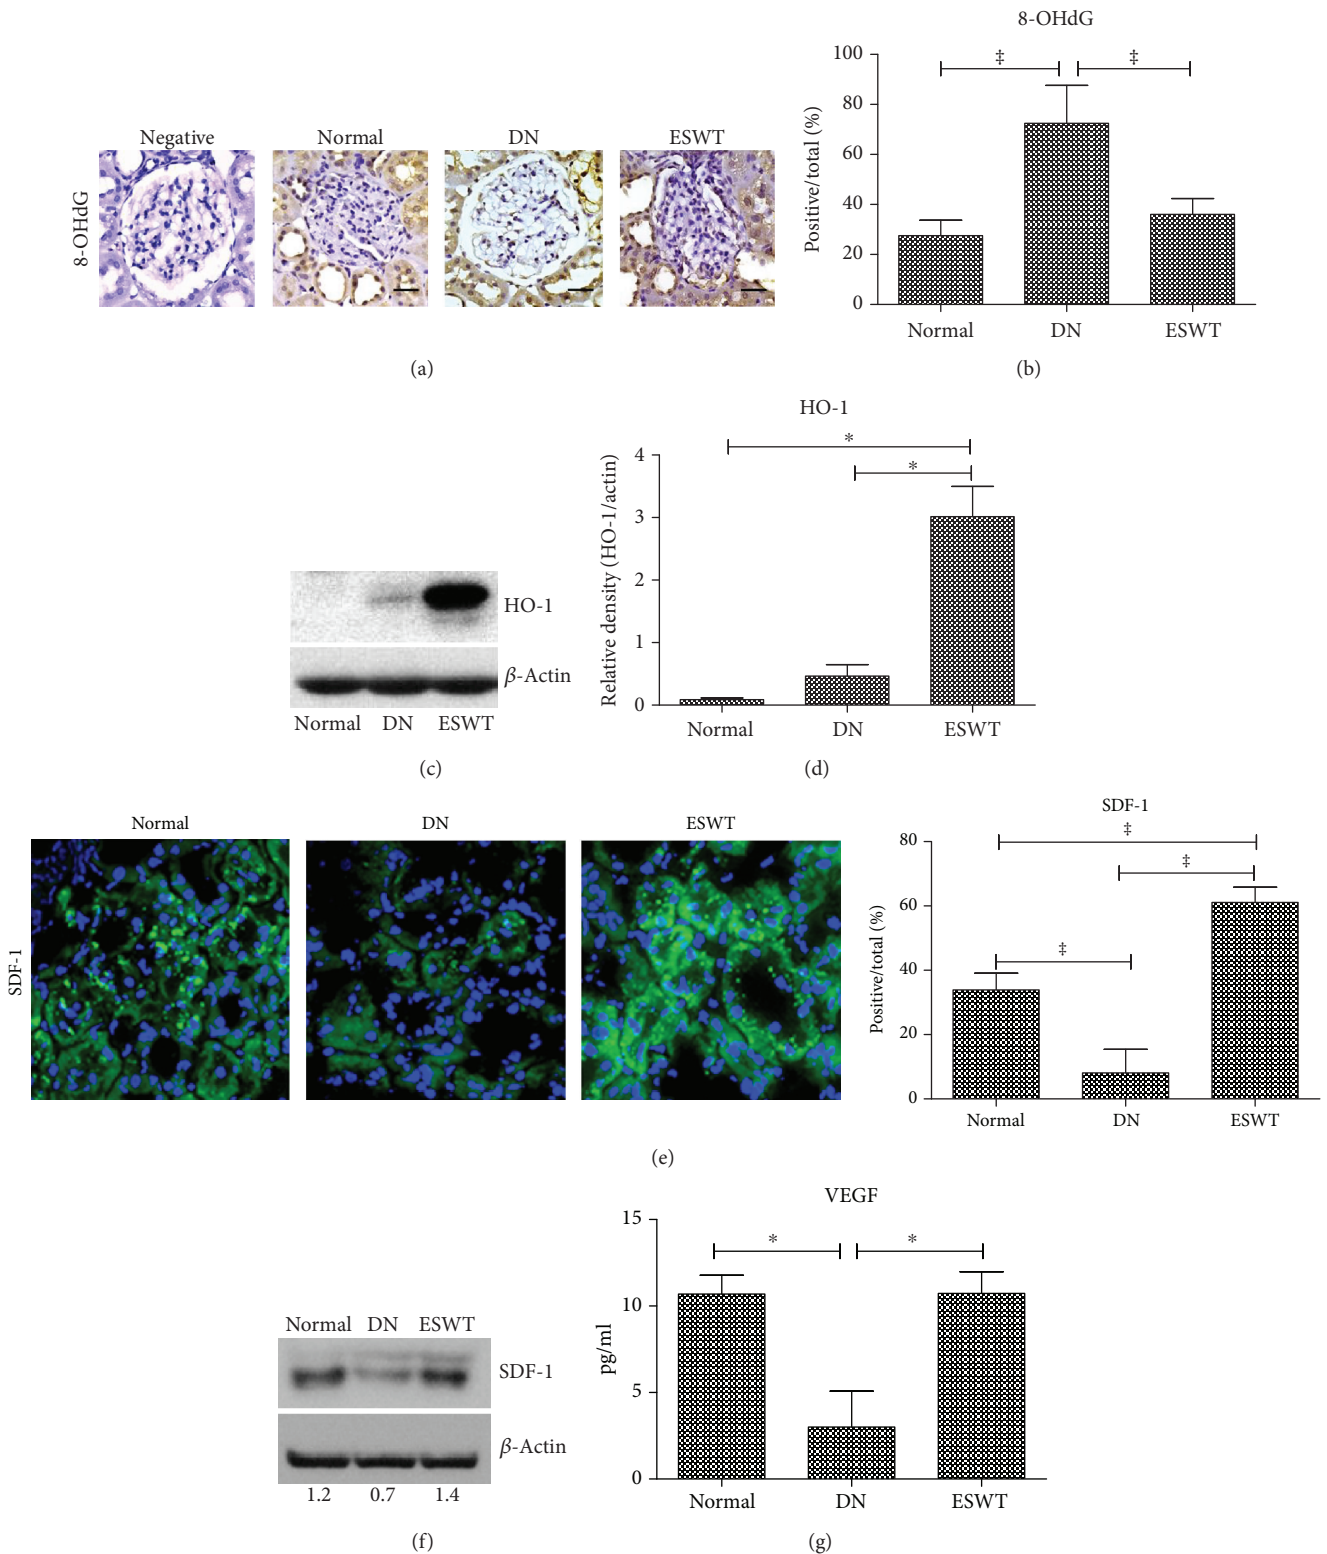 8-OHdG
Negative
Normal
DN
ESWT
8-OHdG
(a)
Positive/total (%)
100
80
60
40
20
0
‡
‡
Normal
DN
ESWT
(b)
HO-1
β-Actin
Normal
DN
ESWT
(c)
HO-1
Relative density (HO-1/actin)
4
3
2
1
0
*
*
Normal
DN
ESWT
(d)
Normal
DN
ESWT
SDF-1
SDF-1
Positive/total (%)
80
60
40
20
0
‡
‡
‡
Normal
DN
ESWT
(e)
Normal
DN
ESWT
SDF-1
β-Actin
1.2
0.7
1.4
(f)
VEGF
pg/ml
15
10
5
0
*
*
Normal
DN
ESWT
(g)